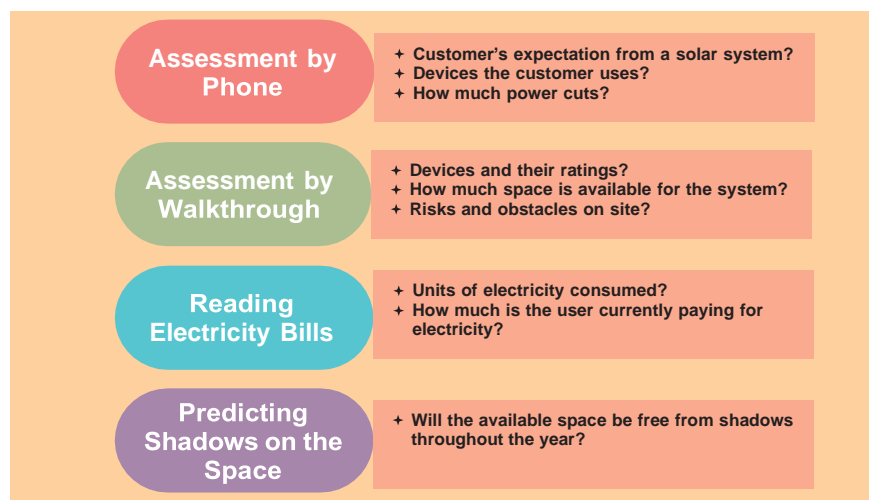 Assessment by
Phone
✦ Customer’s expectation from a solar system?
✦ Devices the customer uses?
✦ How much power cuts?
Assessment by
Walkthrough
✦ Devices and their ratings?
✦ How much space is available for the system?
✦ Risks and obstacles on site?
Reading
Electricity Bills
✦ Units of electricity consumed?
✦ How much is the user currently paying for
electricity?
Predicting
Shadows on the
Space
✦ Will the available space be free from shadows
throughout the year?